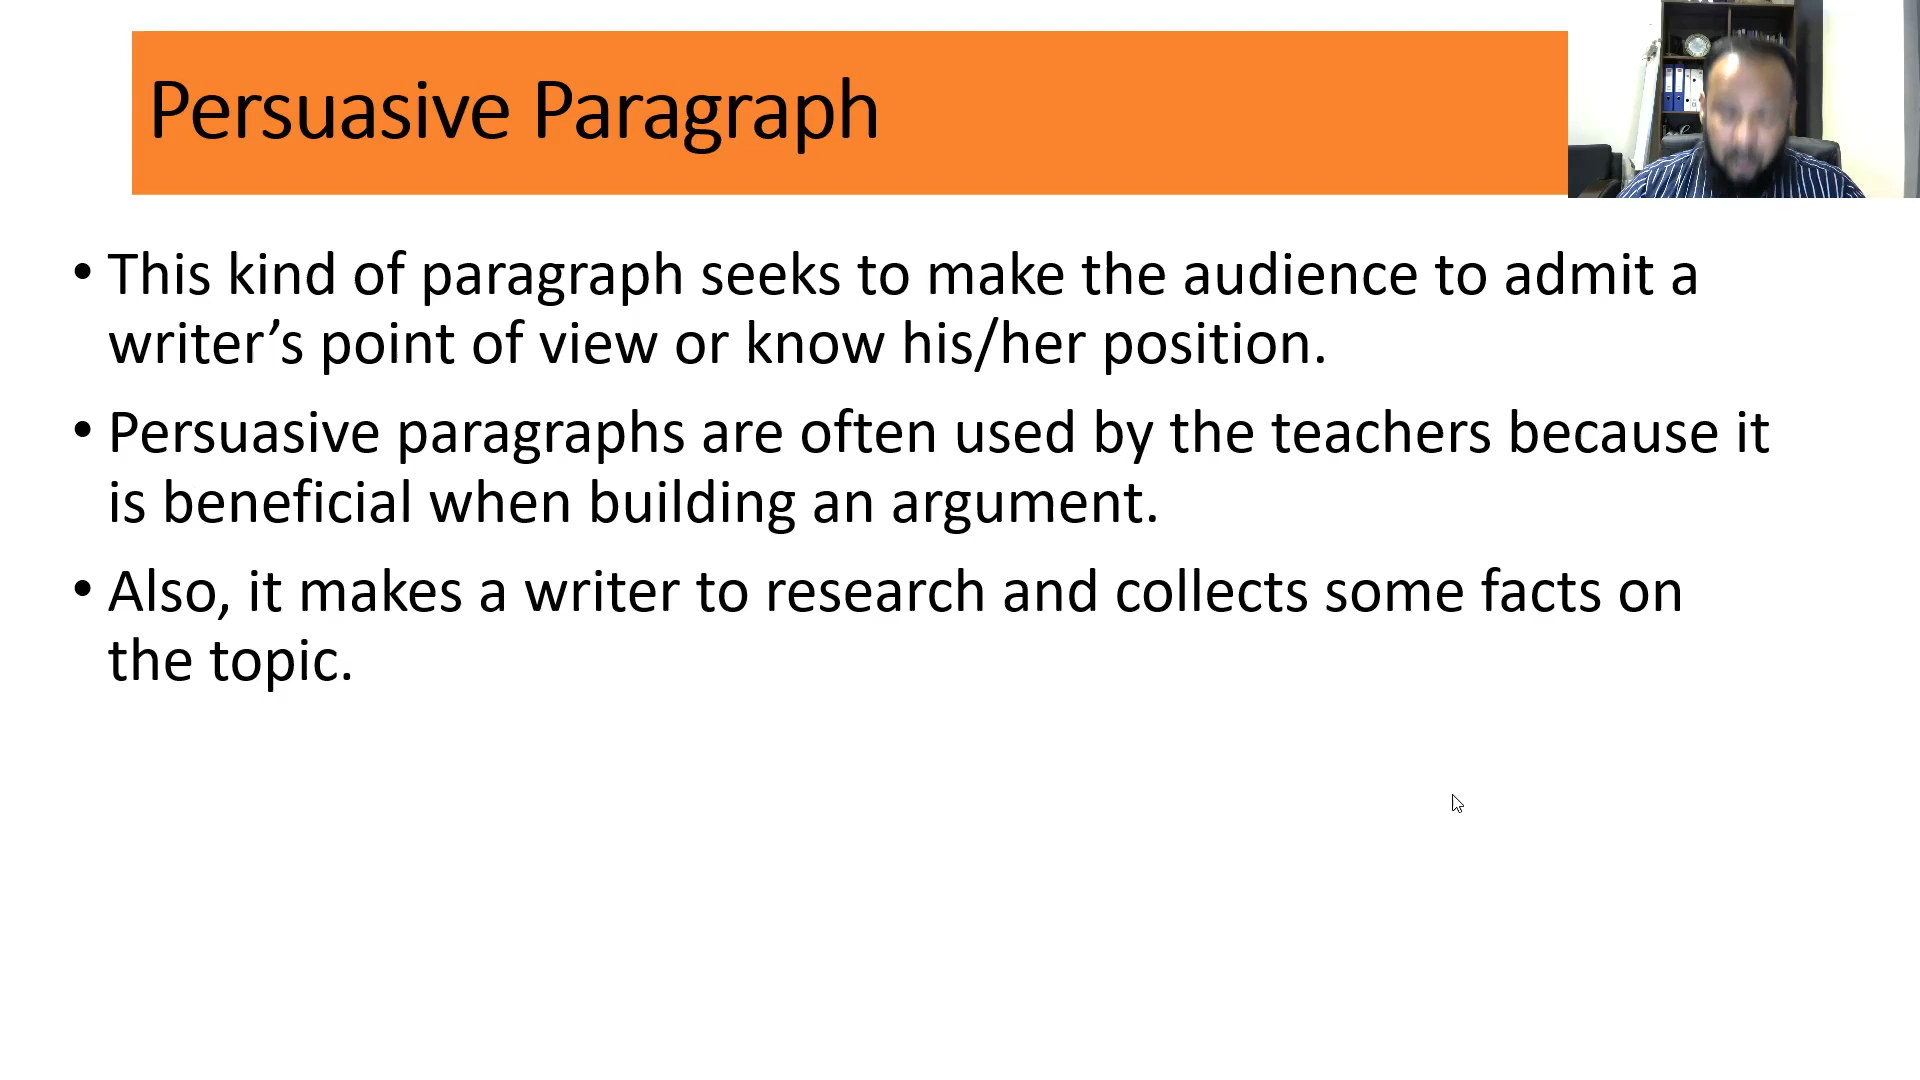 Persuasive Paragraph
• This kind of paragraph seeks to make the audience to admit a
writer’s point of view or know his/her position.
• Persuasive paragraphs are often used by the teachers because it
is beneficial when building an argument.
• Also, it makes a writer to research and collects some facts on
the topic.